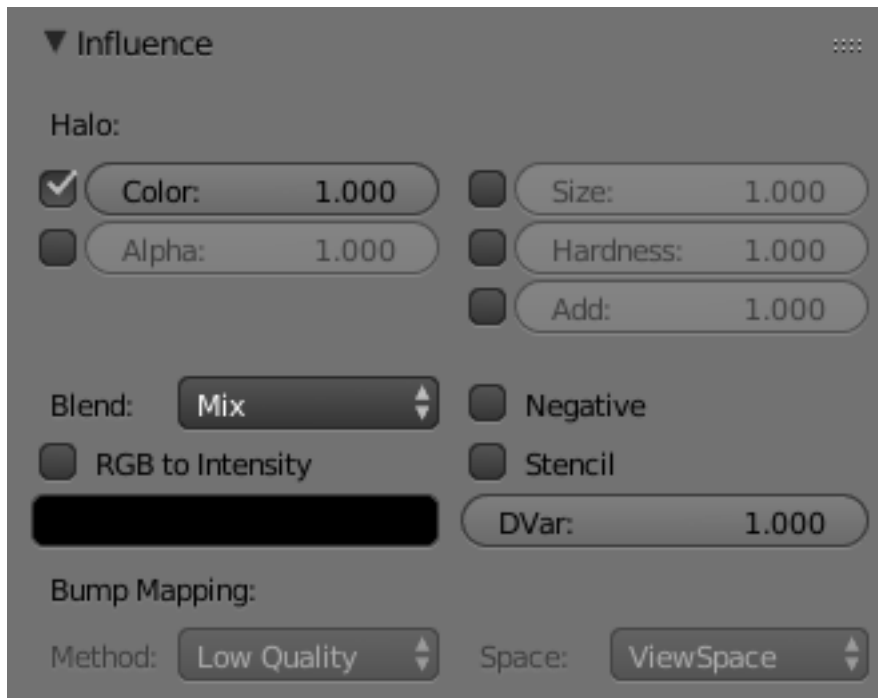 Influence
Halo:
Color: 1.000 Size: 1.000
Alpha: 1.000 Hardness: 1.000
Add: 1.000
Blend: Mix Negative
RGB to Intensity Stencil
DVar: 1.000
Bump Mapping:
Method: Low Quality Space: ViewSpace